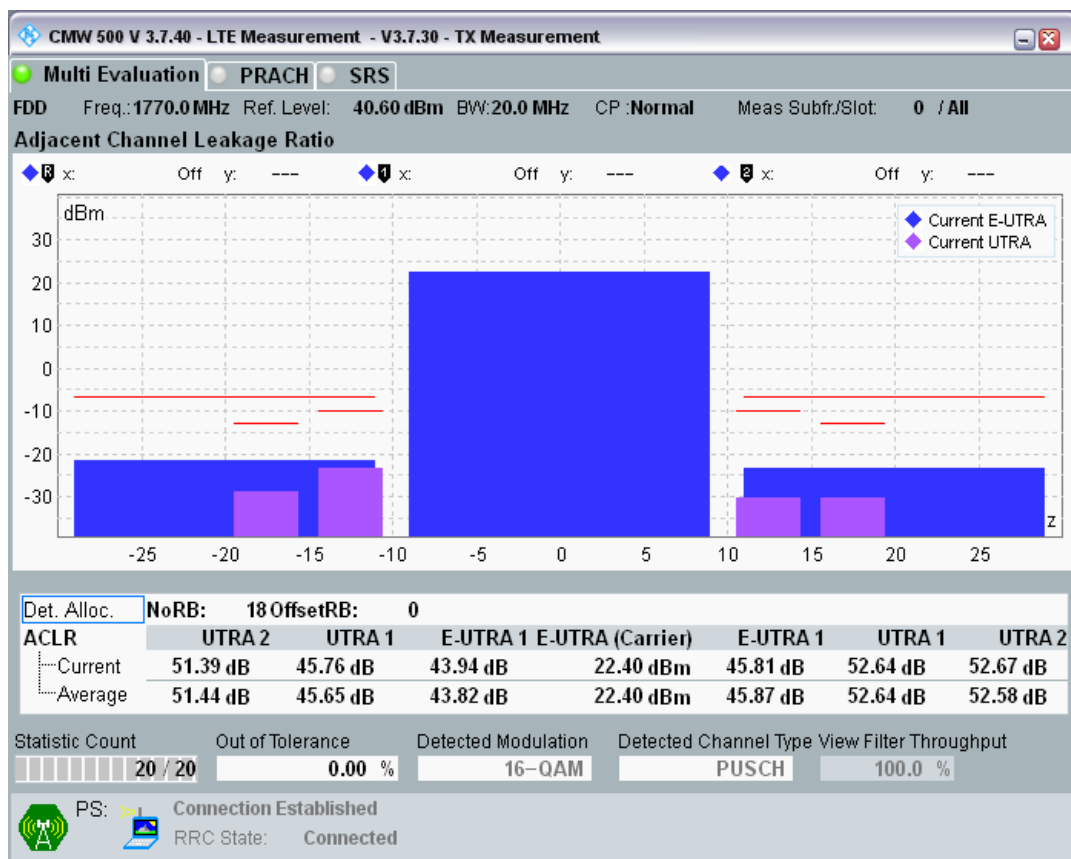 CMW 500 V 3.7.40 - LTE Measurement - V3.7.30 - TX Measurement
Multi Evaluation PRACH SRS
FDD Freq.: 1770.0 MHz Ref. Level: 40.60 dBm BW: 20.0 MHz CP : Normal Meas Subfr./Slot: 0 / All
Adjacent Channel Leakage Ratio
R x: Off y: --- 1 x: Off y: --- 2 x: Off y: ---
dBm
Current E-UTRA
Current UTRA
30
20
10
0
-10
-20
-30
z
-25 -20 -15 -10 -5 0 5 10 15 20 25
Det. Alloc. NoRB: 18 OffsetRB: 0
ACLR UTRA 2 UTRA 1 E-UTRA 1 E-UTRA (Carrier) E-UTRA 1 UTRA 1 UTRA 2
Current 51.39 dB 45.76 dB 43.94 dB 22.40 dBm 45.81 dB 52.64 dB 52.67 dB
Average 51.44 dB 45.65 dB 43.82 dB 22.40 dBm 45.87 dB 52.64 dB 52.58 dB
Statistic Count Out of Tolerance Detected Modulation Detected Channel Type View Filter Throughput
20 / 20 0.00 % 16-QAM PUSCH 100.0 %
PS: Connection Established
RRC State: Connected